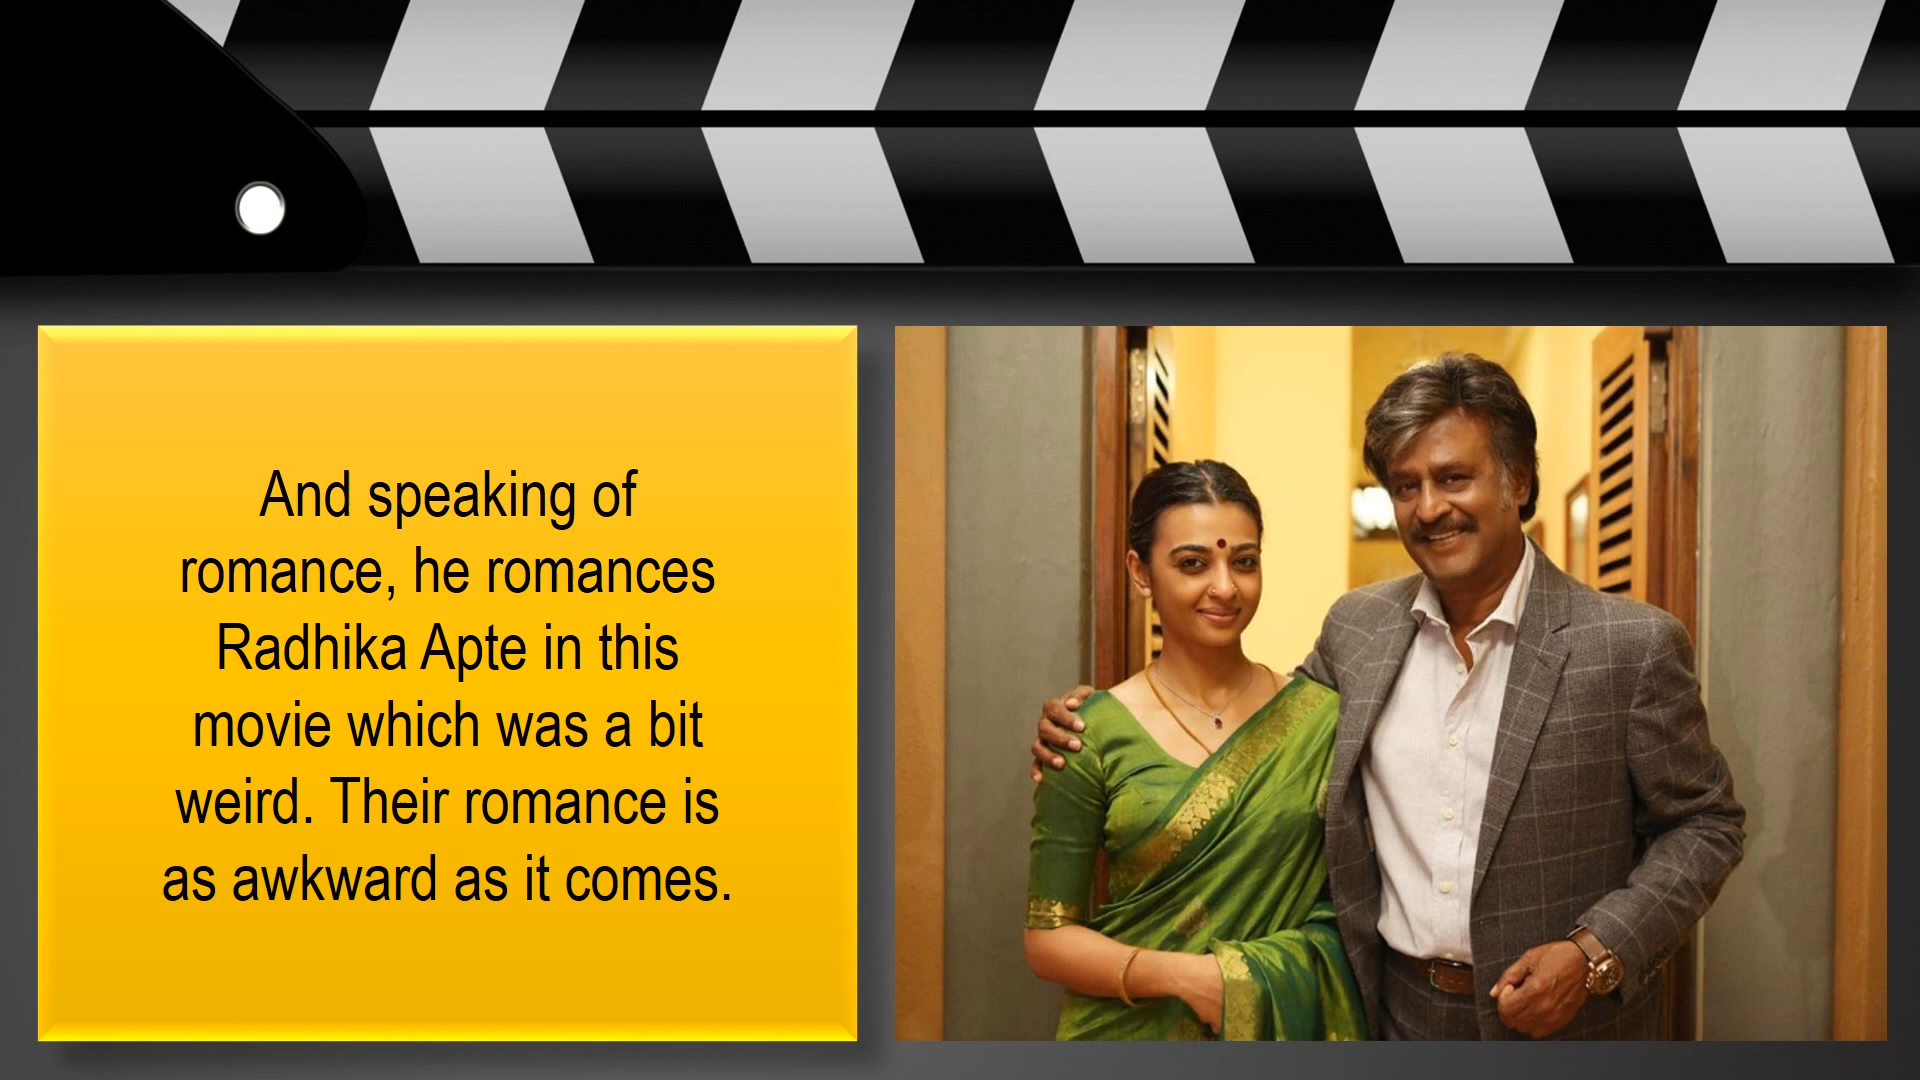 And speaking of
romance, he romances
Radhika Apte in this
movie which was a bit
weird. Their romance is
as awkward as it comes.